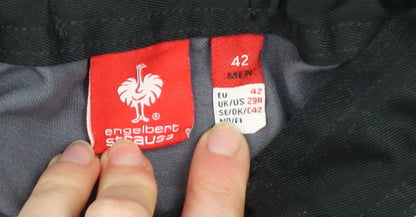 engelbert
strauss
42
MEN
EU 42
UK/US 29R
SE/DK/ C42
NO/FI